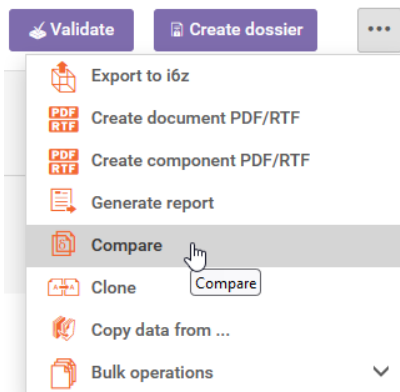 Validate
Create dossier
Export to i6z
PDF
RTF
Create document PDF/RTF
PDF
RTF
Create component PDF/RTF
Generate report
Compare
Compare
Clone
Copy data from ...
Bulk operations